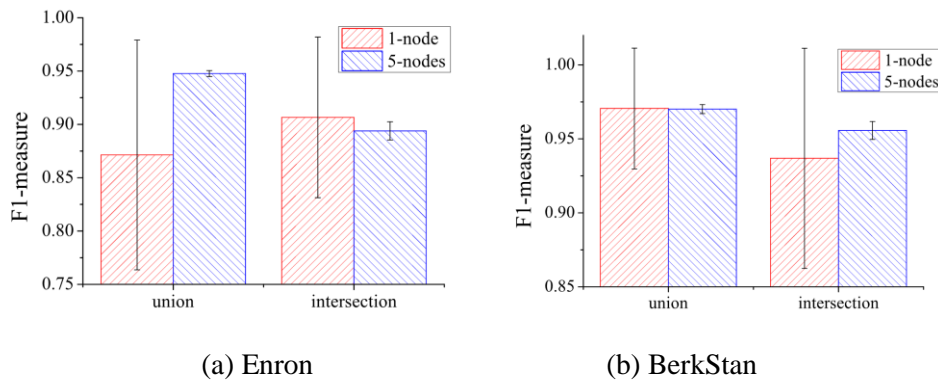 1.00
0.95
0.90
0.85
0.80
0.75
F1-measure
1-node
5-nodes
union
intersection
1.00
0.95
0.90
0.85
F1-measure
1-node
5-nodes
union
intersection
(a) Enron
(b) BerkStan